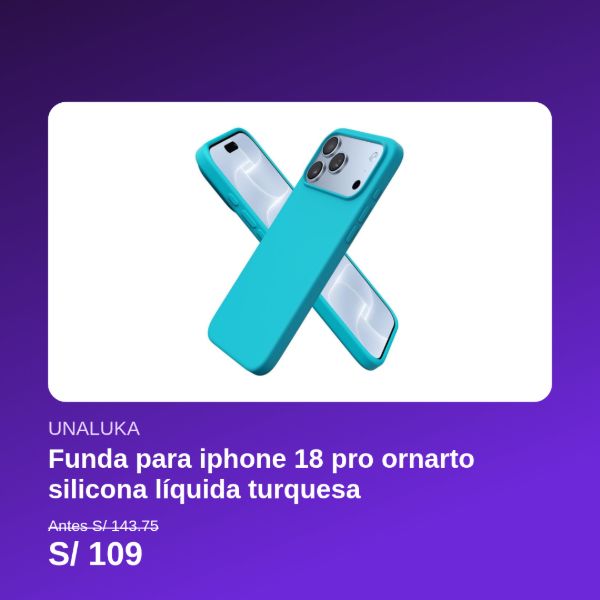 UNALUKA
Funda para iphone 18 pro ornarto
silicona líquida turquesa
Antes S/ 143.75
S/ 109